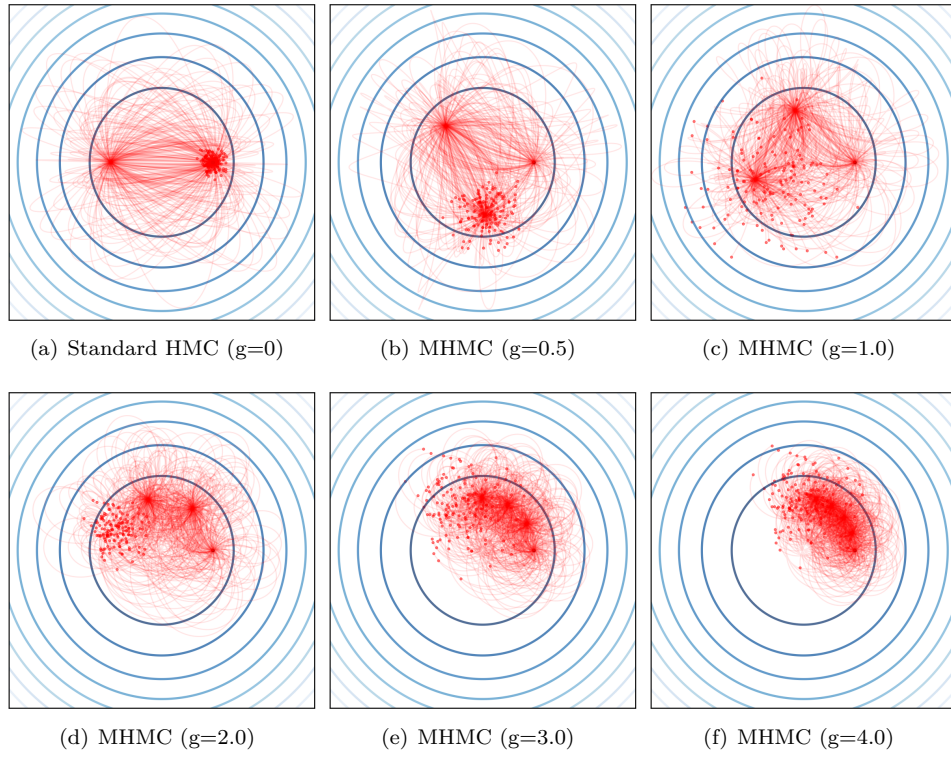 (a) Standard HMC (g=0)
(b) MHMC (g=0.5)
(c) MHMC (g=1.0)
(d) MHMC (g=2.0)
(e) MHMC (g=3.0)
(f) MHMC (g=4.0)